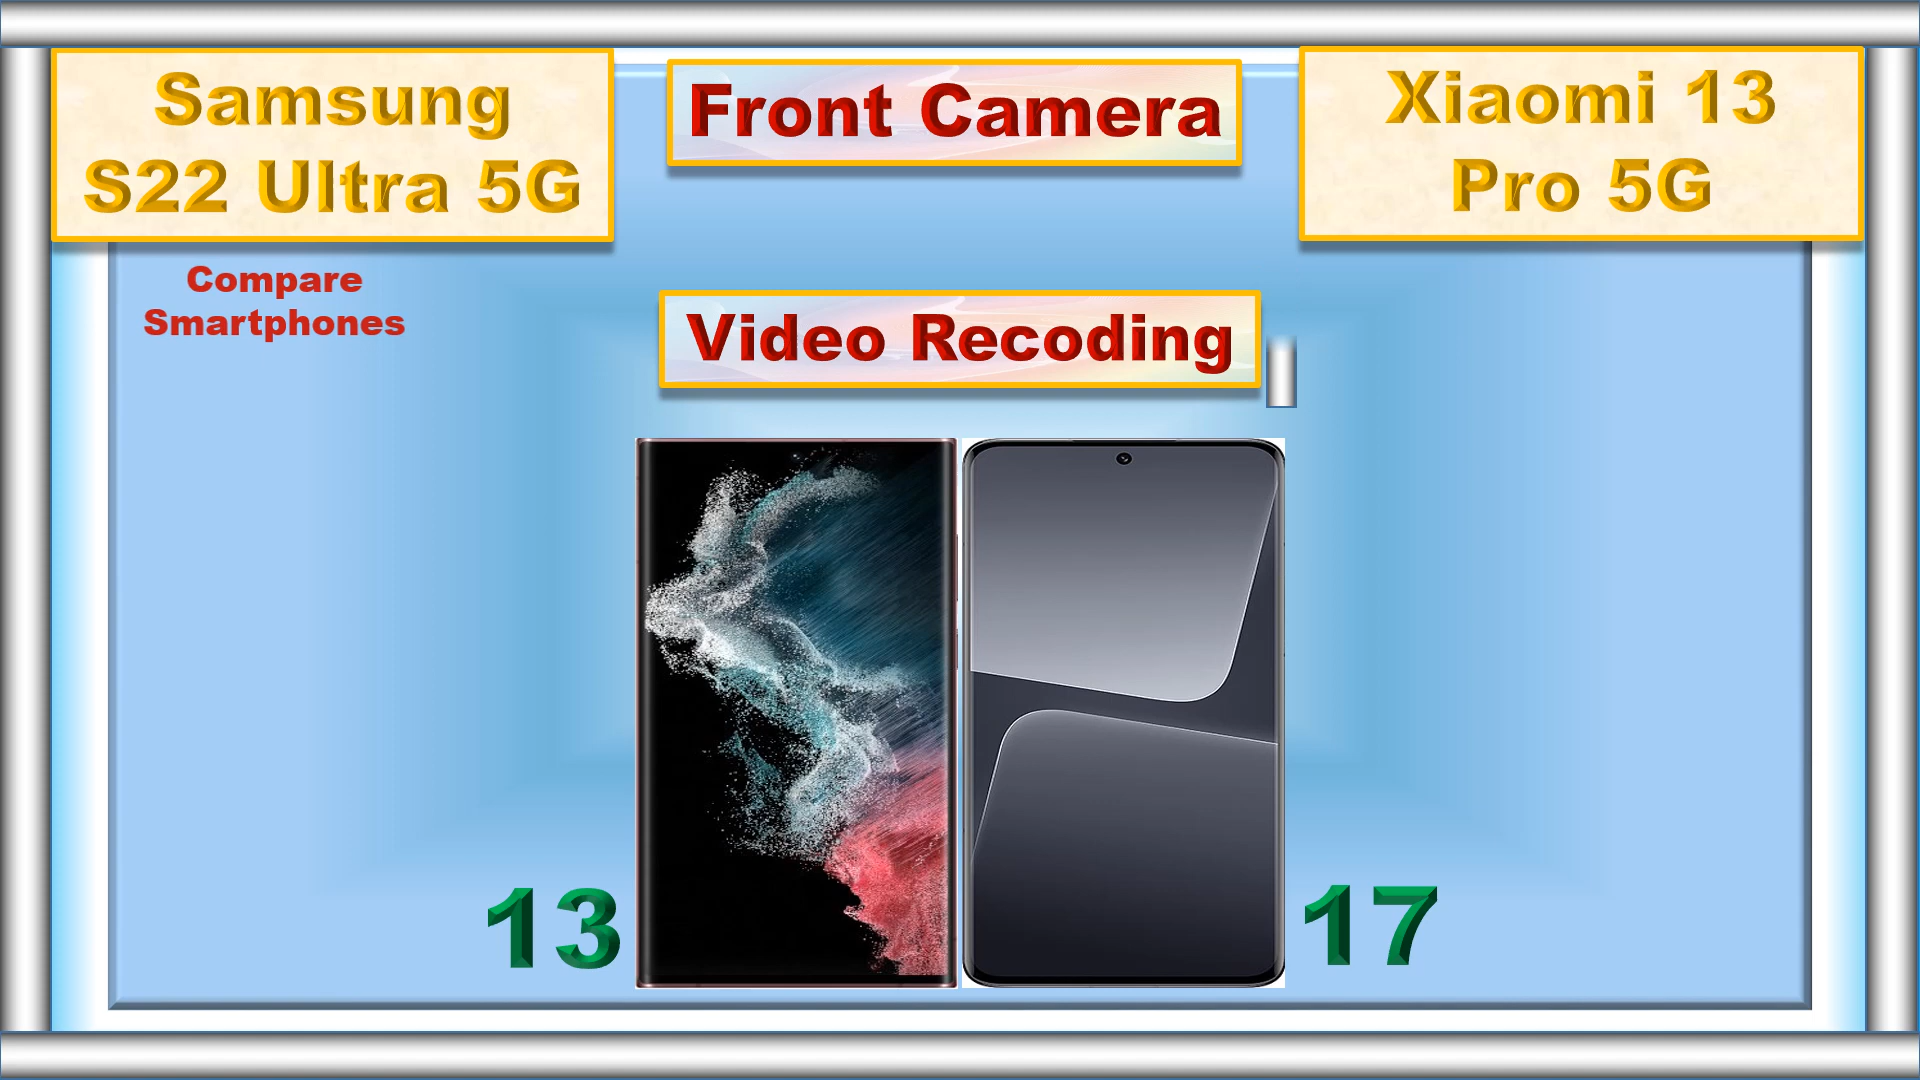 Samsung
S22 Ultra 5G
Front Camera
Xiaomi 13
Pro 5G
Compare
Smartphones
Video Recoding
13
17